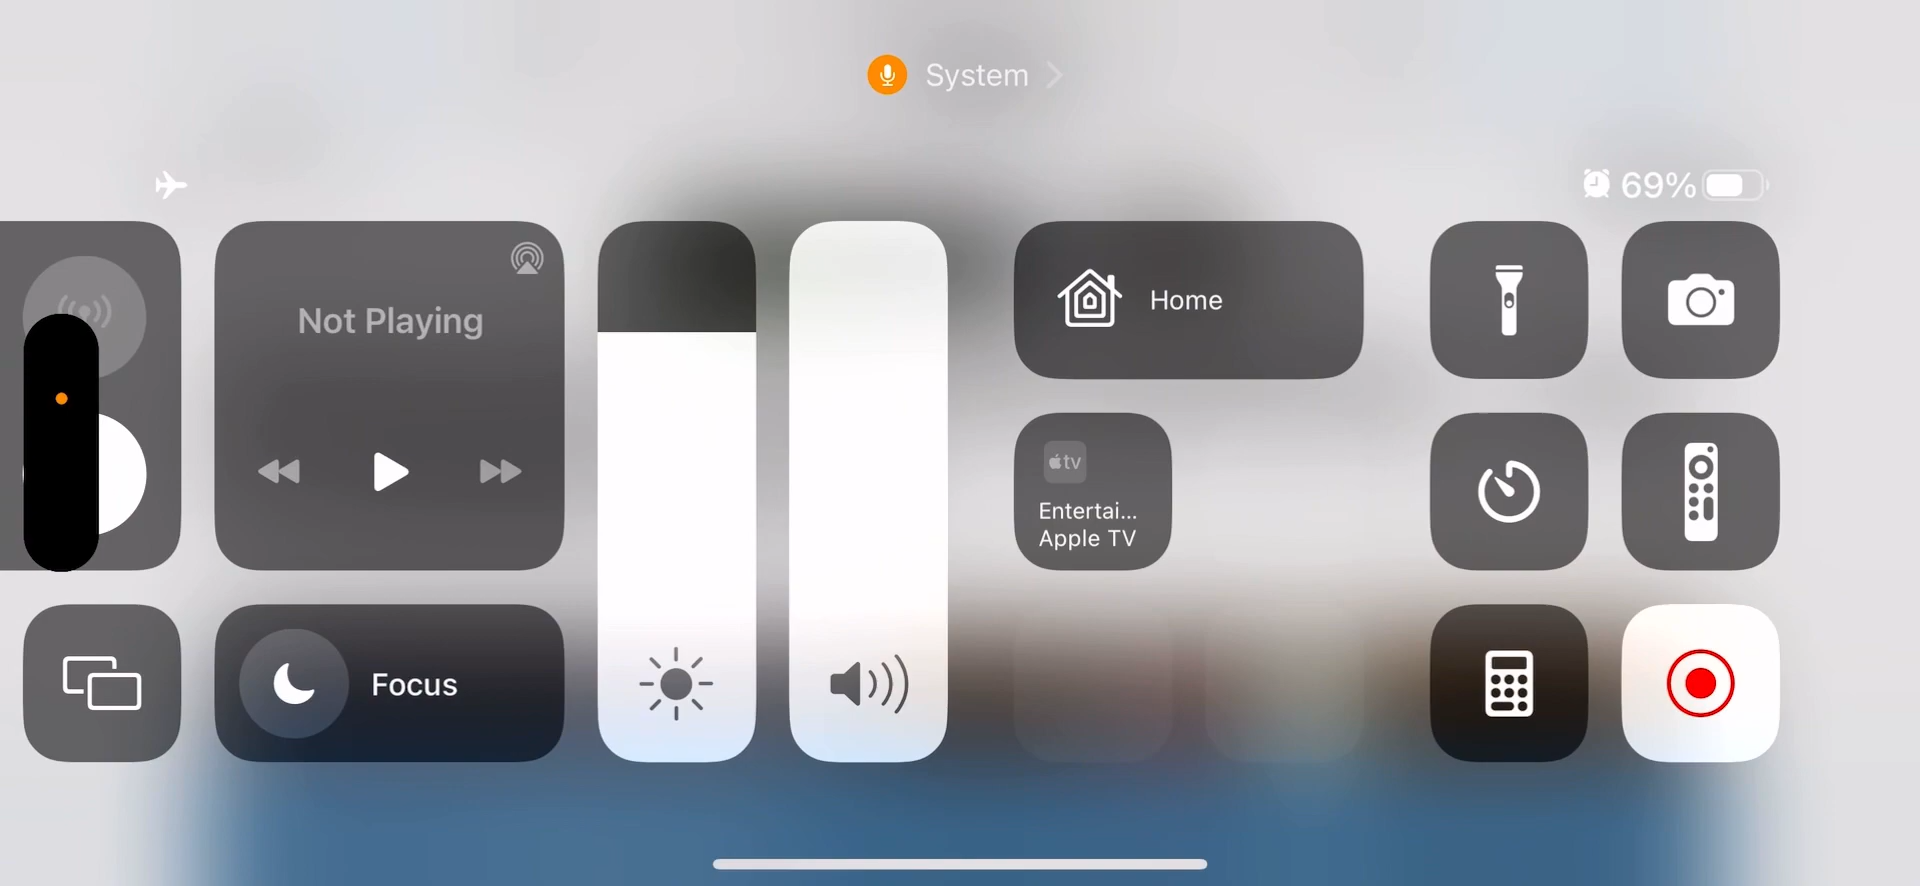 System
69%
Not Playing
Home
tv
Entertai...
Apple TV
Focus